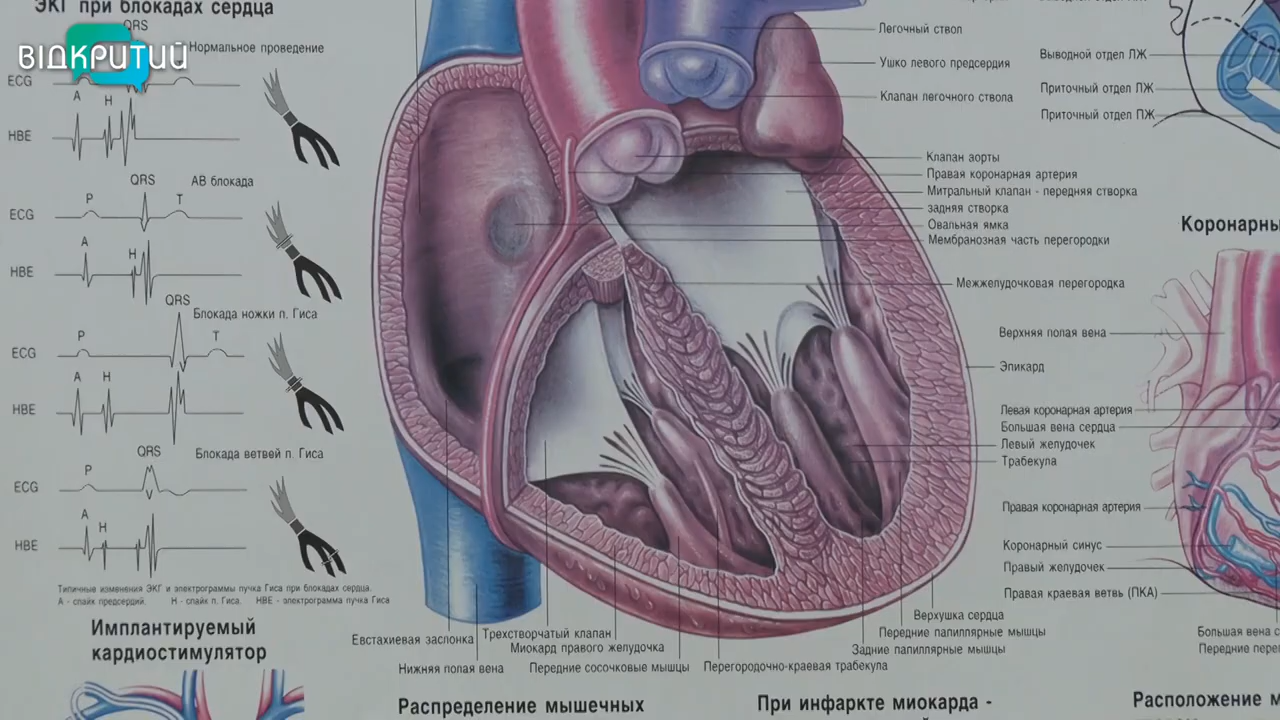 ЭКГ при блокадах сердца
ВІДКРИТИЙ
QRS
Нормальное проведение
ECG
A
H
HBE
QRS
АВ блокада
P
T
ECG
A
H
HBE
QRS
Блокада ножки п. Гиса
P
T
ECG
A
H
HBE
QRS
Блокада ветвей п. Гиса
P
ECG
A
H
HBE
Типичные изменения ЭКГ и электрограммы пучка Гиса при блокадах сердца.
A - спайк предсердий. H - спайк п. Гиса. HBE - электрограмма пучка Гиса
Имплантируемый
кардиостимулятор
Легочный ствол
Ушко левого предсердия
Клапан легочного ствола
Клапан аорты
Правая коронарная артерия
Митральный клапан - передняя створка
задняя створка
Овальная ямка
Мембранозная часть перегородки
Межжелудочковая перегородка
Эпикард
Левый желудочек
Трабекула
Верхушка сердца
Передние папиллярные мышцы
Задние папиллярные мышцы
Евстахиевая заслонка
Трехстворчатый клапан
Миокард правого желудочка
Нижняя полая вена
Передние сосочковые мышцы
Перегородочно-краевая трабекула
Распределение мышечных
При инфаркте миокарда -
Выводной отдел ЛЖ
Приточный отдел ЛЖ
Приточный отдел ПЖ
Коронарны
Верхняя полая вена
Левая коронарная артерия
Большая вена сердца
Правая коронарная артерия
Коронарный синус
Правый желудочек
Правая краевая ветвь (ПКА)
Большая вена с
Передние пере
Расположение м